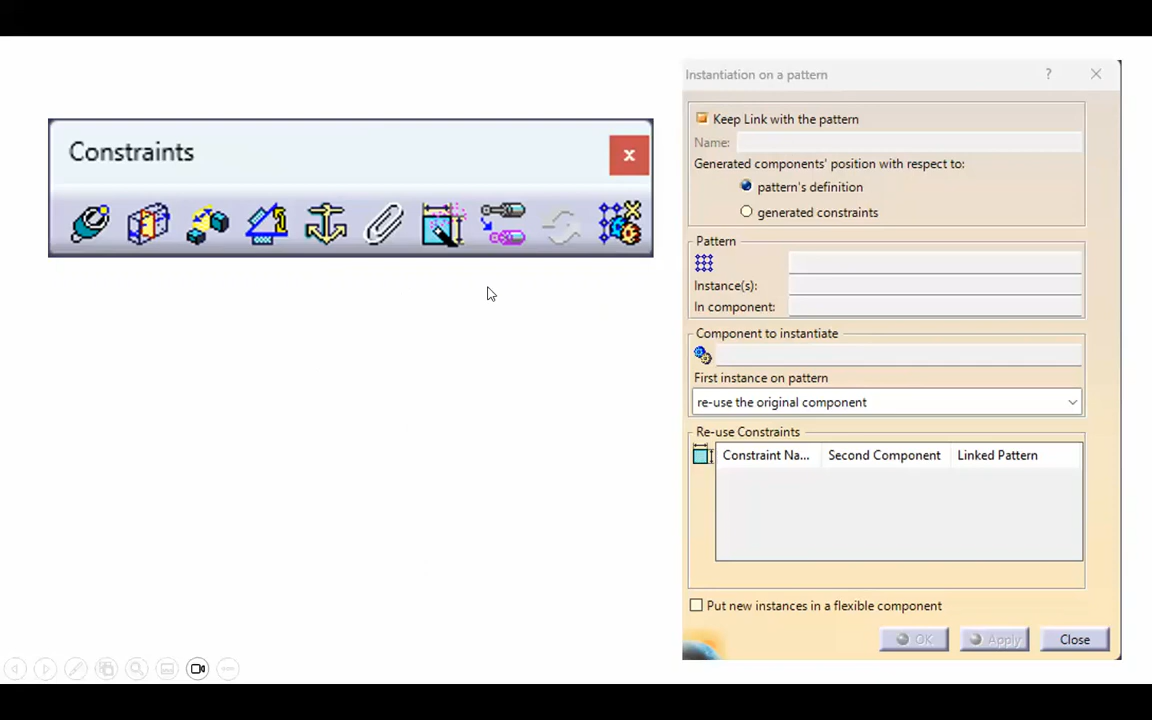 Constraints
Instantiation on a pattern
?
Keep Link with the pattern
Name:
Generated components' position with respect to:
pattern's definition
generated constraints
Pattern
Instance(s):
In component:
Component to instantiate
First instance on pattern
re-use the original component
Re-use Constraints
Constraint Na... Second Component Linked Pattern
Put new instances in a flexible component
OK Apply Close